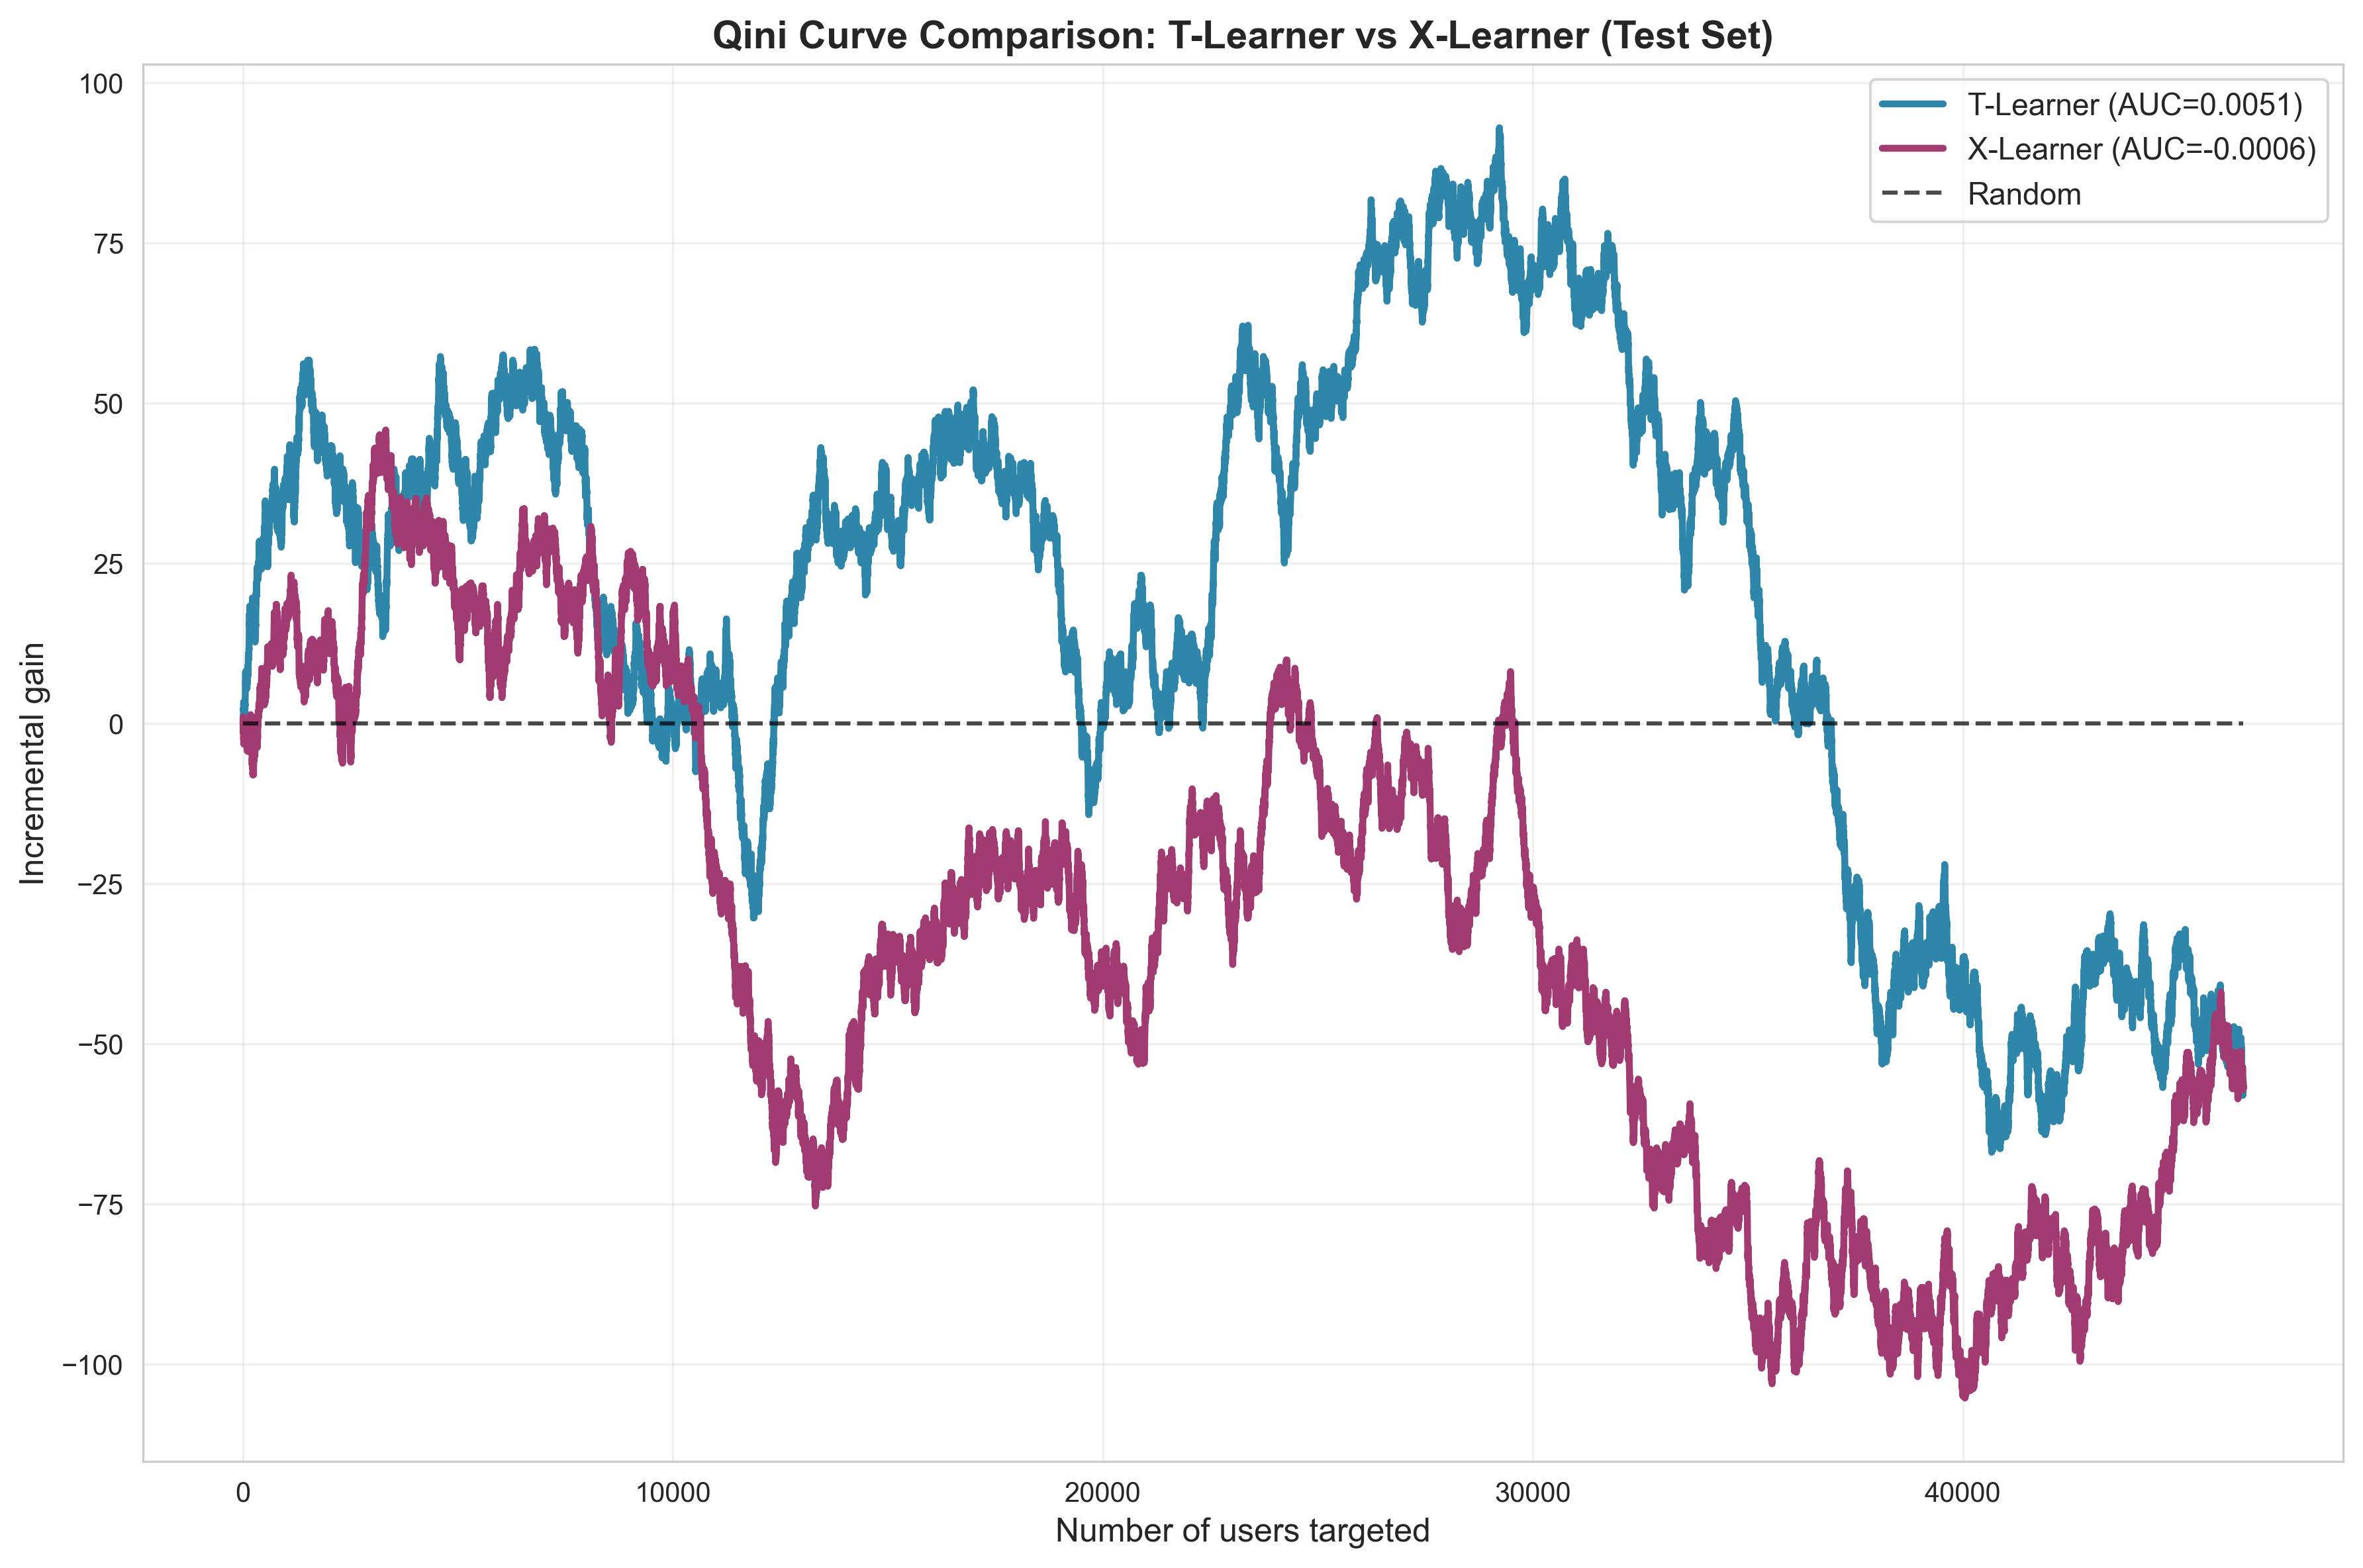 Qini Curve Comparison: T-Learner vs X-Learner (Test Set)
T-Learner (AUC=0.0051)
X-Learner (AUC=-0.0006)
Random
Incremental gain
100
75
50
25
0
−25
−50
−75
−100
0
10000
20000
30000
40000
Number of users targeted